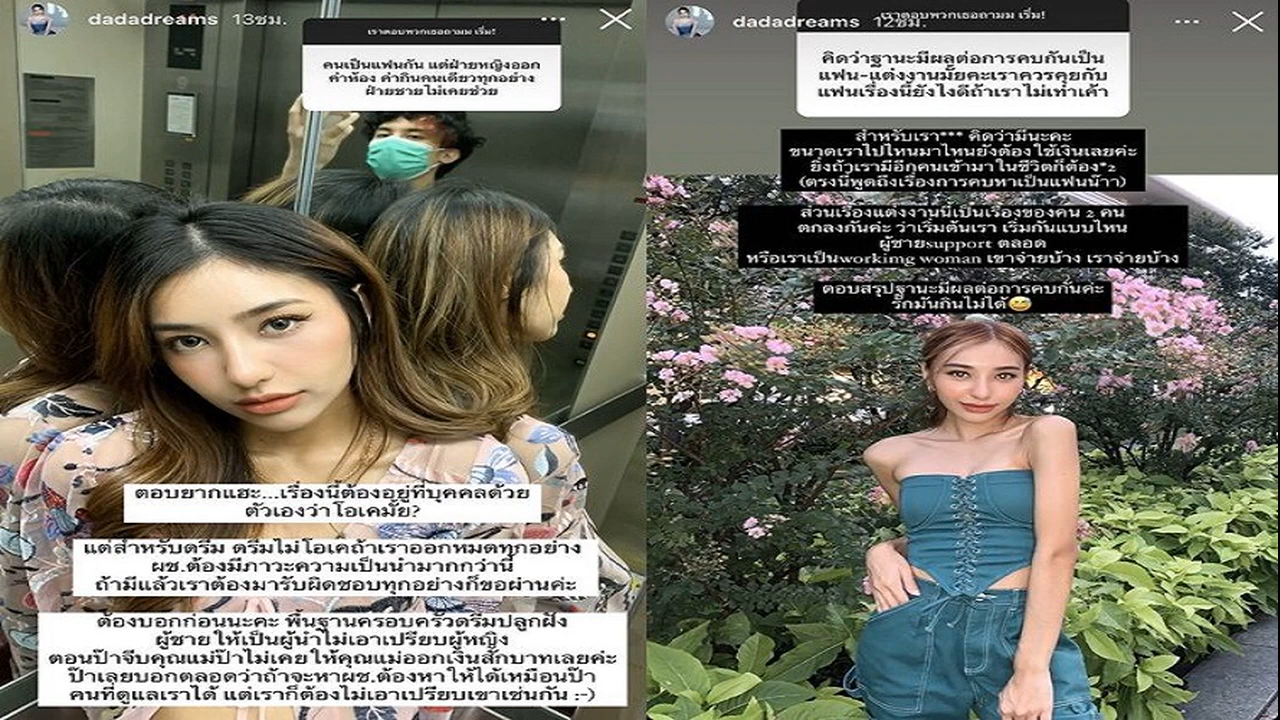 dadadreams 13ชม.
เราตอบพวกเธอถามม เริ่ม!
คนเป็นแฟนกัน แต่ฝ่ายหญิงออก
ค่าห้อง ค่ากินคนเดียวทุกอย่าง
ฝ่ายชายไม่เคยช่วย
ตอบยากแฮะ...เรื่องนี้ต้องอยู่ที่บุคคลด้วย
ตัวเองว่าโอเคมั้ย?
แต่สำหรับดรีม ดรีมไม่โอเคถ้าเราออกหมดทุกอย่าง
ผช.ต้องมีภาวะความเป็นนำมากกว่านี้
ถ้ามีแล้วเราต้องมารับผิดชอบทุกอย่างก็ขอผ่านค่ะ
ต้องบอกก่อนนะคะ พื้นฐานครอบครัวดรีมปลูกฝัง
ผู้ชาย ให้เป็นผู้นำไม่เอาเปรียบผู้หญิง
ตอนป๊าจีบคุณแม่ป๊าไม่เคยให้คุณแม่ออกเงินสักบาทเลยค่ะ
ป๊าเลยบอกตลอดว่าถ้าจะหาผช.ต้องหาให้ได้เหมือนป๊า
คนที่ดูแลเราได้ แต่เราก็ต้องไม่เอาเปรียบเขาเช่นกัน :-)
dadadreams 12ชม.
เราตอบพวกเธอถามม เริ่ม!
คิดว่าฐานะมีผลต่อการคบกันเป็น
แฟน-แต่งงานมั้ยคะเราควรคุยกับ
แฟนเรื่องนี้ยังไงดีถ้าเราไม่เท่าเค้า
สำหรับเรา*** คิดว่ามีนะคะ
ขนาดเราไปไหนมาไหนยังต้องใช้เงินเลยค่ะ
ยิ่งถ้าเรามีอีกคนเข้ามาในชีวิตก็ต้อง*2
(ตรงนี้พูดถึงเรื่องการคบหาเป็นแฟนน้าา)
ส่วนเรื่องแต่งงานนี่เป็นเรื่องของคน 2 คน
ตกลงกันค่ะ ว่าเริ่มต้นเรา เริ่มกันแบบไหน
ผู้ชายsupport ตลอด
หรือเราเป็นworkimg woman เขาจ่ายบ้าง เราจ่ายบ้าง
ตอบสรุปฐานะมีผลต่อการคบกันค่ะ
รักมันกินไม่ได้😅